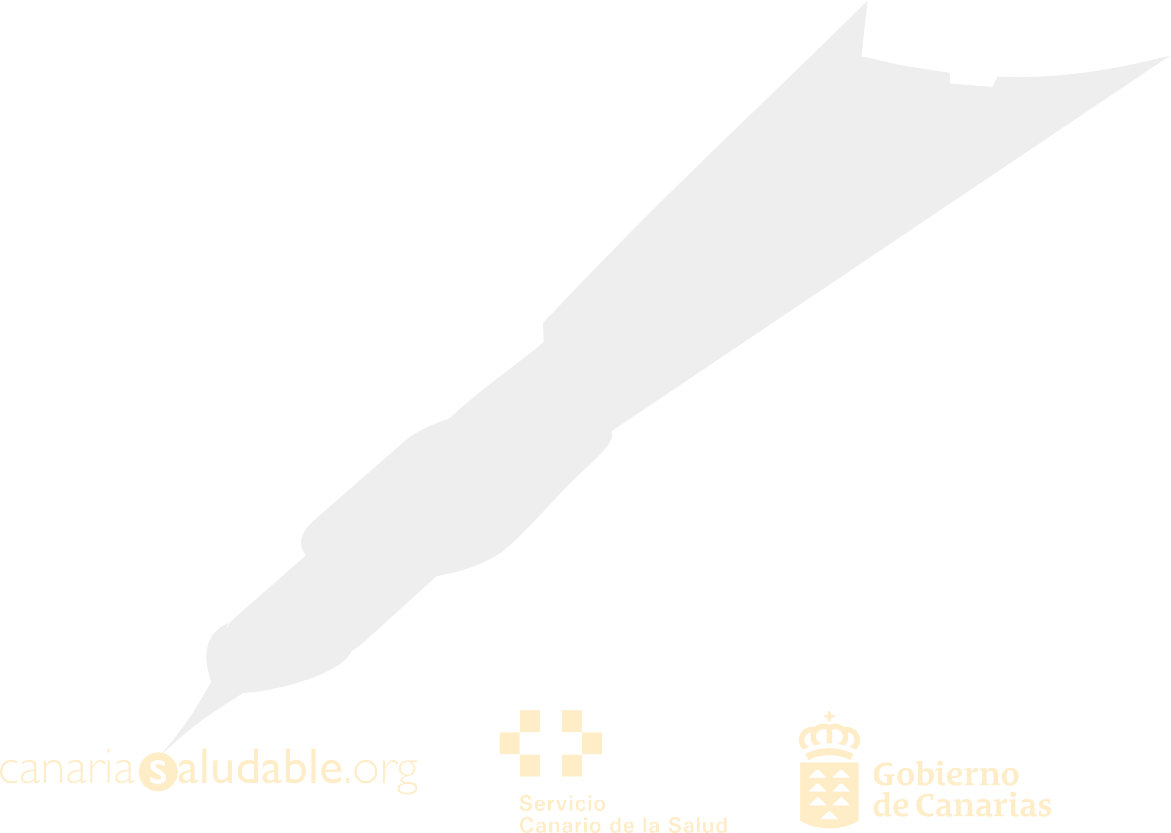 canariasaludable.org
Servicio
Canario de la Salud
Gobierno
de Canarias